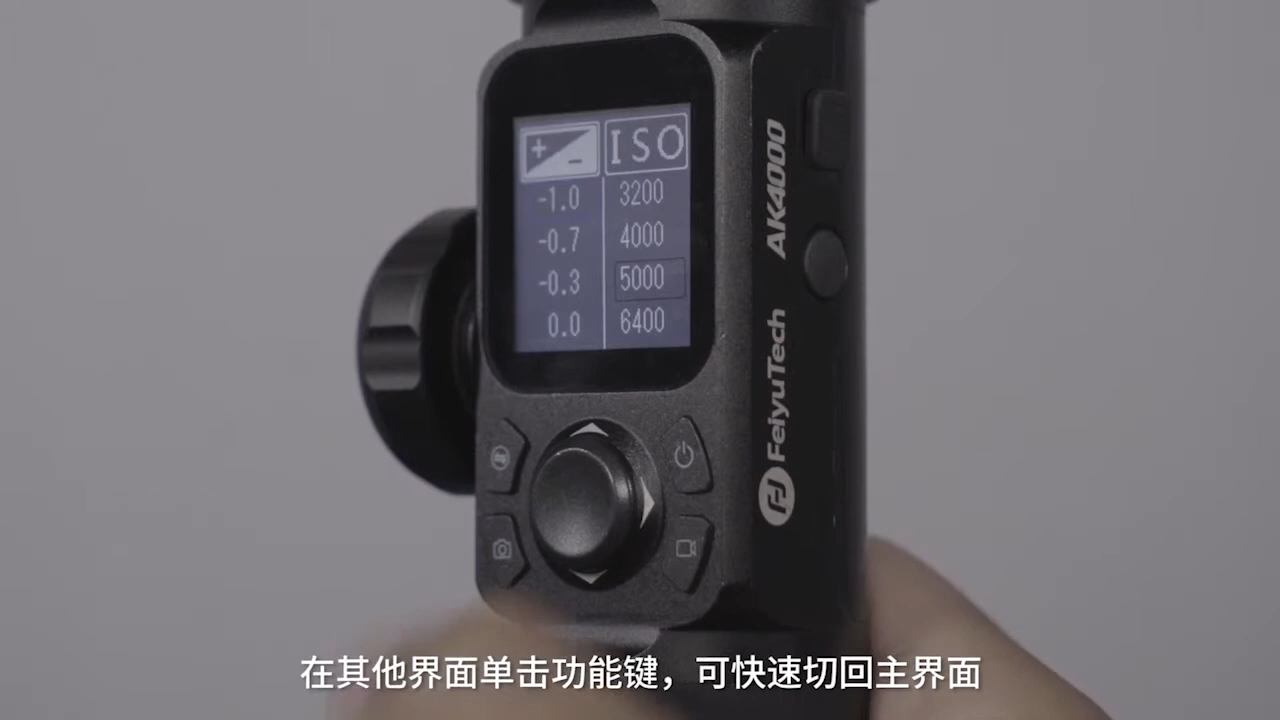 + - ISO
-1.0 3200
-0.7 4000
-0.3 5000
0.0 6400
AK4000
FeiyuTech
在其他界面单击功能键，可快速切回主界面